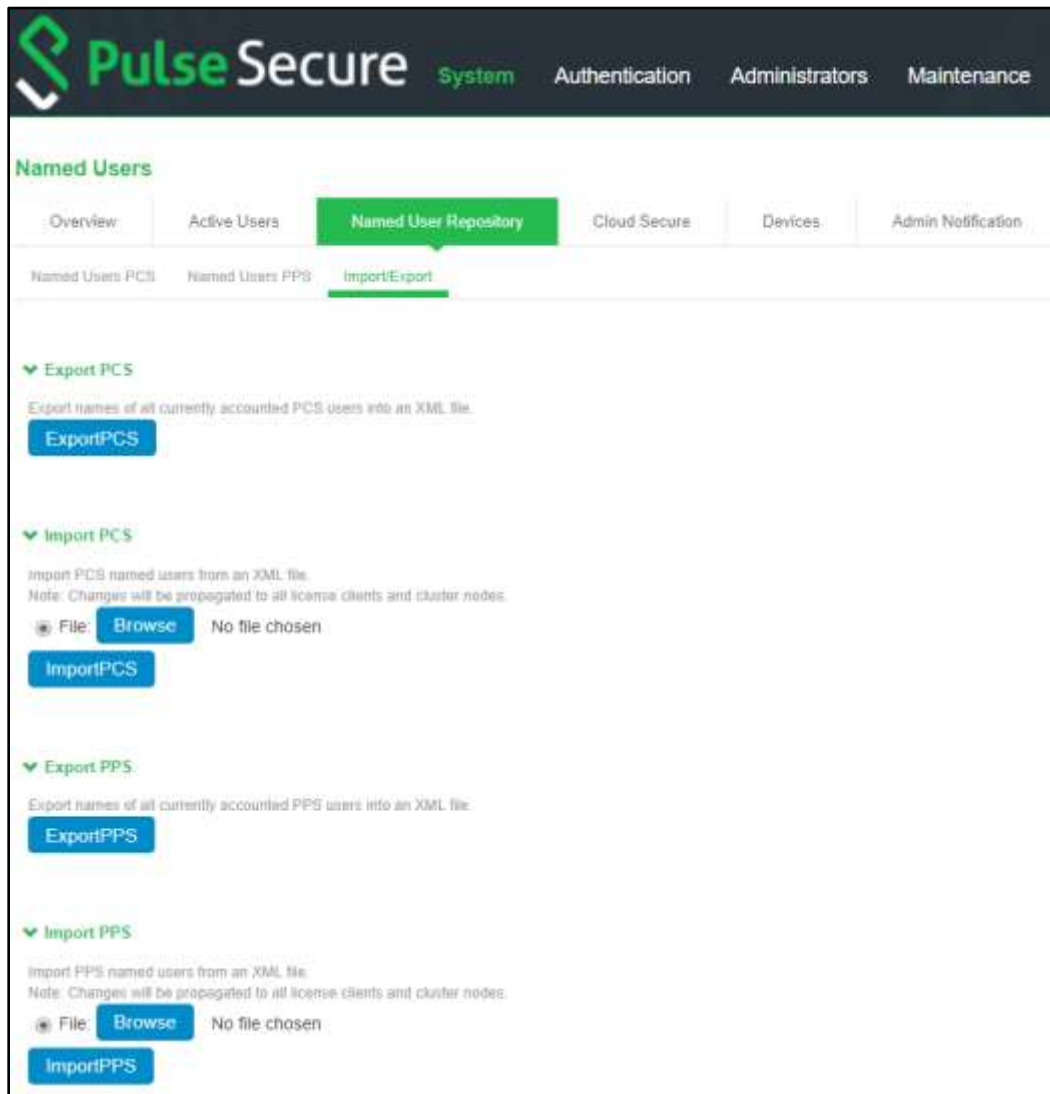 Pulse Secure System Authentication Administrators Maintenance
Named Users
Overview Active Users Named User Repository Cloud Secure Devices Admin Notification
Named Users PCS Named Users PPS Import/Export
Export PCS
Export names of all currently accounted PCS users into an XML file.
ExportPCS
Import PCS
Import PCS named users from an XML file.
Note: Changes will be propagated to all license clients and cluster nodes.
File: Browse No file chosen
ImportPCS
Export PPS
Export names of all currently accounted PPS users into an XML file.
ExportPPS
Import PPS
Import PPS named users from an XML file.
Note: Changes will be propagated to all license clients and cluster nodes.
File: Browse No file chosen
ImportPPS